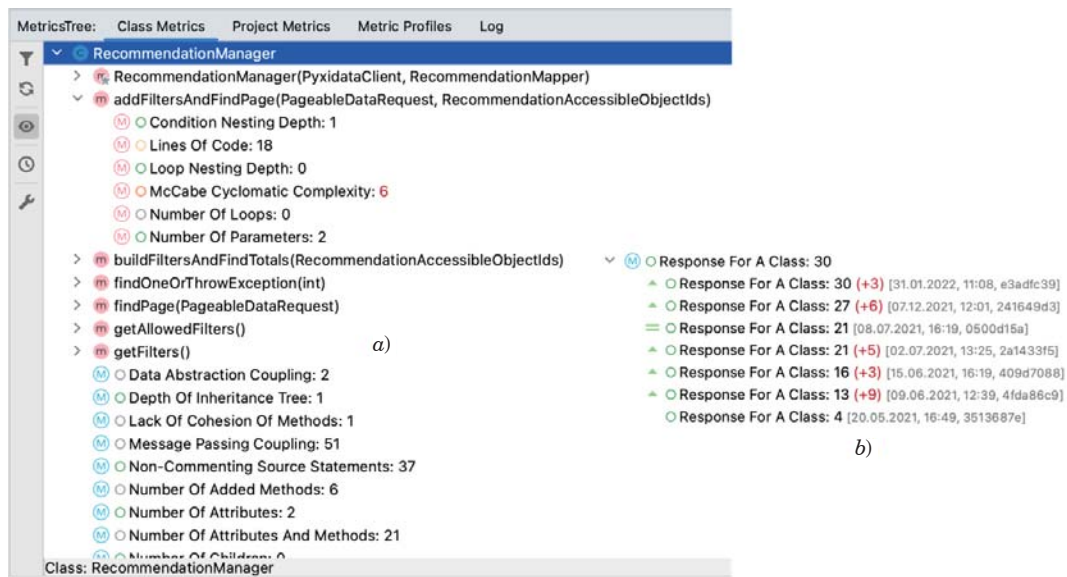 MetricsTree: Class Metrics Project Metrics Metric Profiles Log
RecommendationManager
RecommendationManager(PyxidataClient, RecommendationMapper)
addFiltersAndFindPage(PageableDataRequest, RecommendationAccessibleObjectIds)
Condition Nesting Depth: 1
Lines Of Code: 18
Loop Nesting Depth: 0
McCabe Cyclomatic Complexity: 6
Number Of Loops: 0
Number Of Parameters: 2
buildFiltersAndFindTotals(RecommendationAccessibleObjectIds)
findOneOrThrowException(int)
findPage(PageableDataRequest)
getAllowedFilters()
getFilters()
Data Abstraction Coupling: 2
Depth Of Inheritance Tree: 1
Lack Of Cohesion Of Methods: 1
Message Passing Coupling: 51
Non-Commenting Source Statements: 37
Number Of Added Methods: 6
Number Of Attributes: 2
Number Of Attributes And Methods: 21
Number Of Children: 0
Class: RecommendationManager
a)
Response For A Class: 30
Response For A Class: 30 (+3) [31.01.2022, 11:08, e3adfc39]
Response For A Class: 27 (+6) [07.12.2021, 12:01, 241649d3]
Response For A Class: 21 [08.07.2021, 16:19, 0500d15a]
Response For A Class: 21 (+5) [02.07.2021, 13:25, 2a1433f5]
Response For A Class: 16 (+3) [15.06.2021, 16:19, 409d7088]
Response For A Class: 13 (+9) [09.06.2021, 12:39, 4fda86c9]
Response For A Class: 4 [20.05.2021, 16:49, 3513687e]
b)